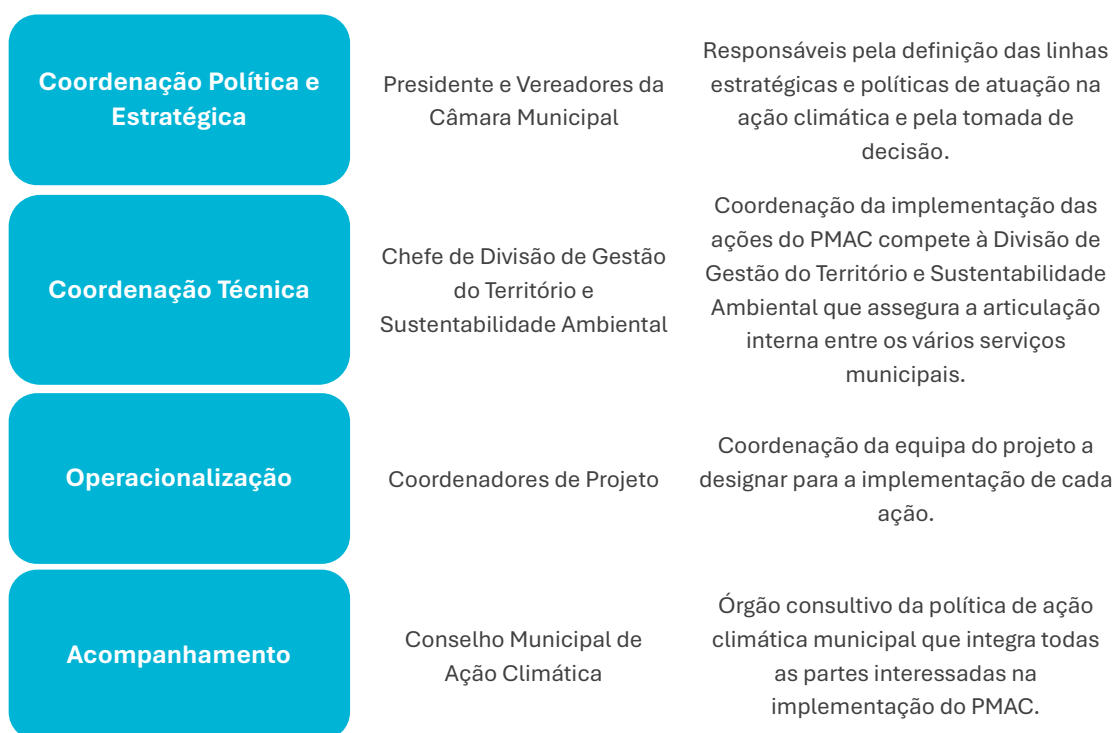 Coordenação Política e
Estratégica
Presidente e Vereadores da
Câmara Municipal
Responsáveis pela definição das linhas
estratégicas e políticas de atuação na
ação climática e pela tomada de
decisão.
Coordenação Técnica
Chefe de Divisão de Gestão
do Território e
Sustentabilidade Ambiental
Coordenação da implementação das
ações do PMAC compete à Divisão de
Gestão do Território e Sustentabilidade
Ambiental que assegura a articulação
interna entre os vários serviços
municipais.
Operacionalização
Coordenadores de Projeto
Coordenação da equipa do projeto a
designar para a implementação de cada
ação.
Acompanhamento
Conselho Municipal de
Ação Climática
Órgão consultivo da política de ação
climática municipal que integra todas
as partes interessadas na
implementação do PMAC.